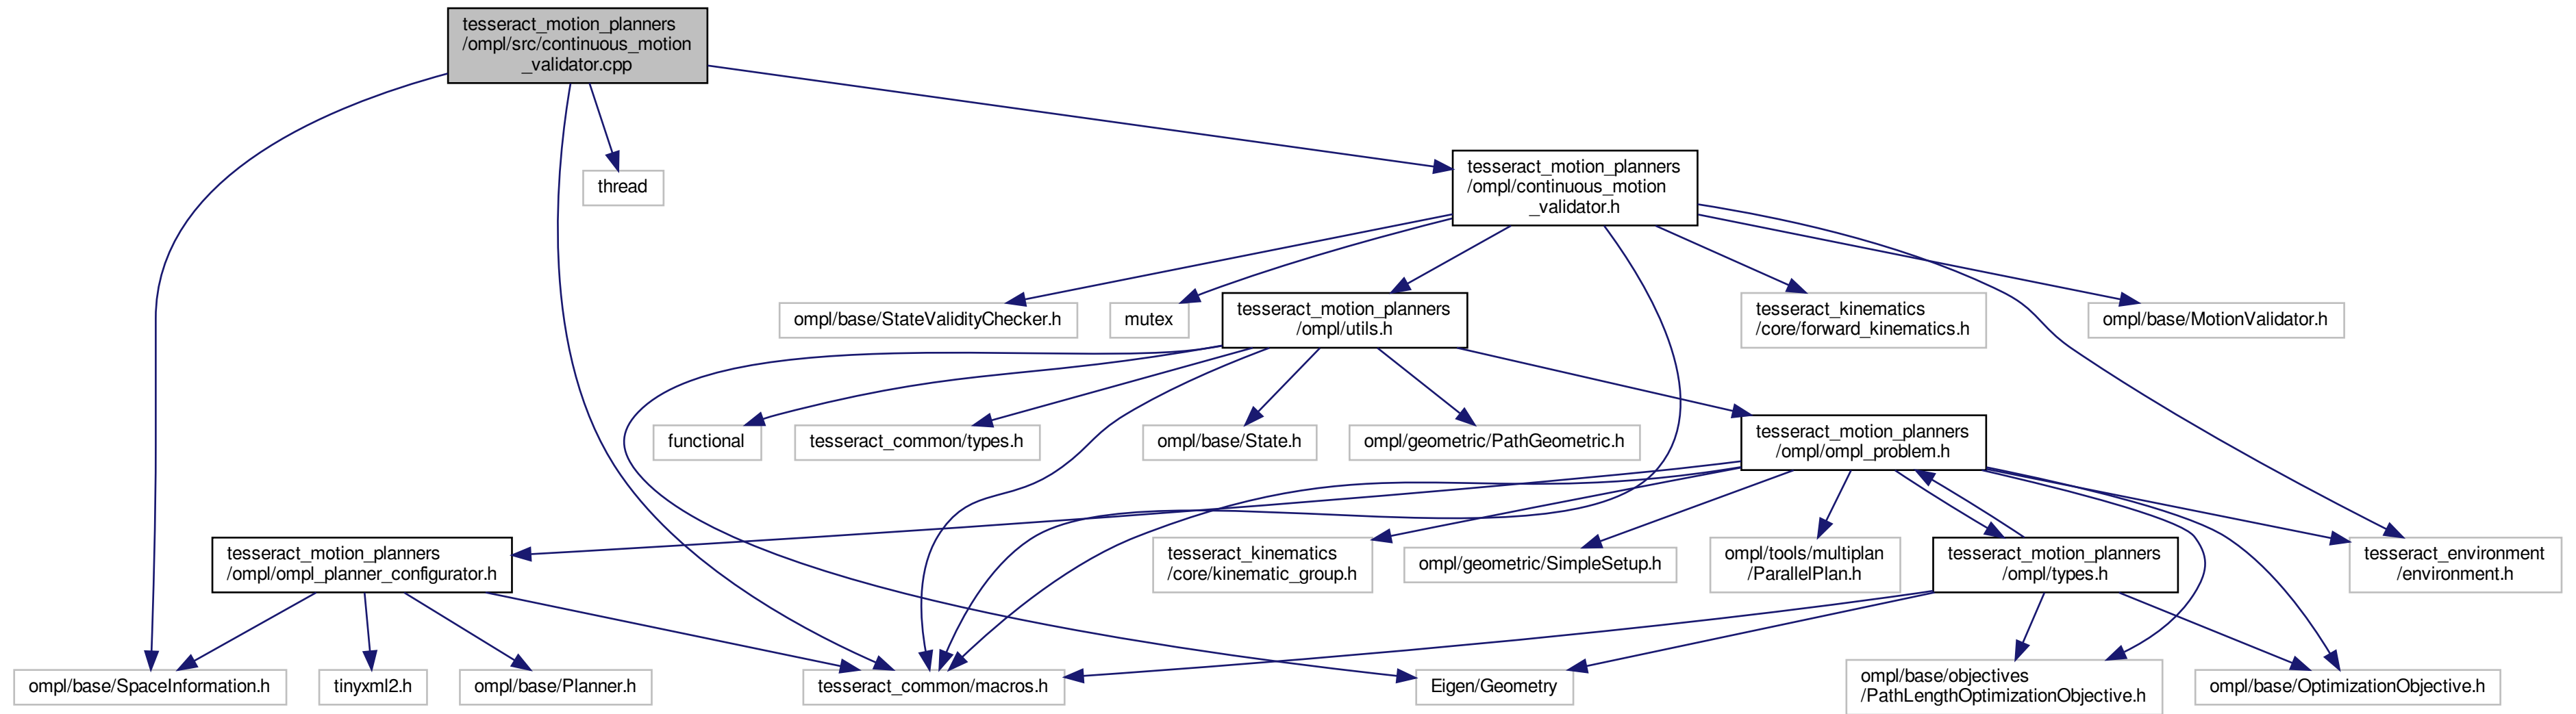 tesseract_motion_planners
/ompl/src/continuous_motion
_validator.cpp
thread
tesseract_motion_planners
/ompl/continuous_motion
_validator.h
ompl/base/StateValidityChecker.h
mutex
tesseract_motion_planners
/ompl/utils.h
tesseract_kinematics
/core/forward_kinematics.h
ompl/base/MotionValidator.h
functional
tesseract_common/types.h
ompl/base/State.h
ompl/geometric/PathGeometric.h
tesseract_motion_planners
/ompl/ompl_problem.h
tesseract_motion_planners
/ompl/ompl_planner_configurator.h
tesseract_kinematics
/core/kinematic_group.h
ompl/geometric/SimpleSetup.h
ompl/tools/multiplan
/ParallelPlan.h
tesseract_motion_planners
/ompl/types.h
tesseract_environment
/environment.h
ompl/base/SpaceInformation.h
tinyxml2.h
ompl/base/Planner.h
tesseract_common/macros.h
Eigen/Geometry
ompl/base/objectives
/PathLengthOptimizationObjective.h
ompl/base/OptimizationObjective.h